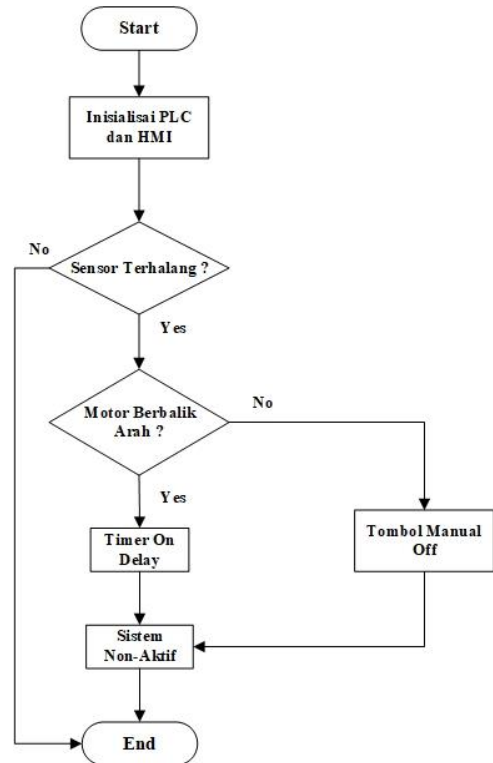 Start
Inisialisai PLC
dan HMI
No
Sensor Terhalang ?
Yes
Motor Berbalik
Arah ?
No
Yes
Timer On
Delay
Tombol Manual
Off
Sistem
Non-Aktif
End